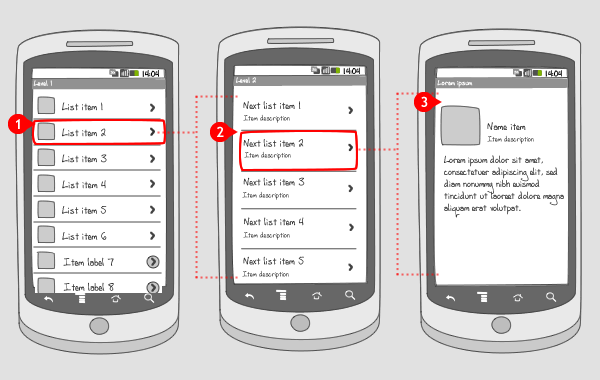 14:04
Level 1
1
List item 1
List item 2
List item 3
List item 4
List item 5
List item 6
Item label 7
Item label 8
14:04
Level 2
2
Next list item 1
Item description
Next list item 2
Item description
Next list item 3
Item description
Next list item 4
Item description
Next list item 5
Item description
14:04
Lorem ipsum
3
Name item
Item description
Lorem ipsum dolor sit amet,
consectetuer adipiscing elit, sed
diam nonummy nibh euismod
tincidunt ut laoreet dolore magna
aliquam erat volutpat.